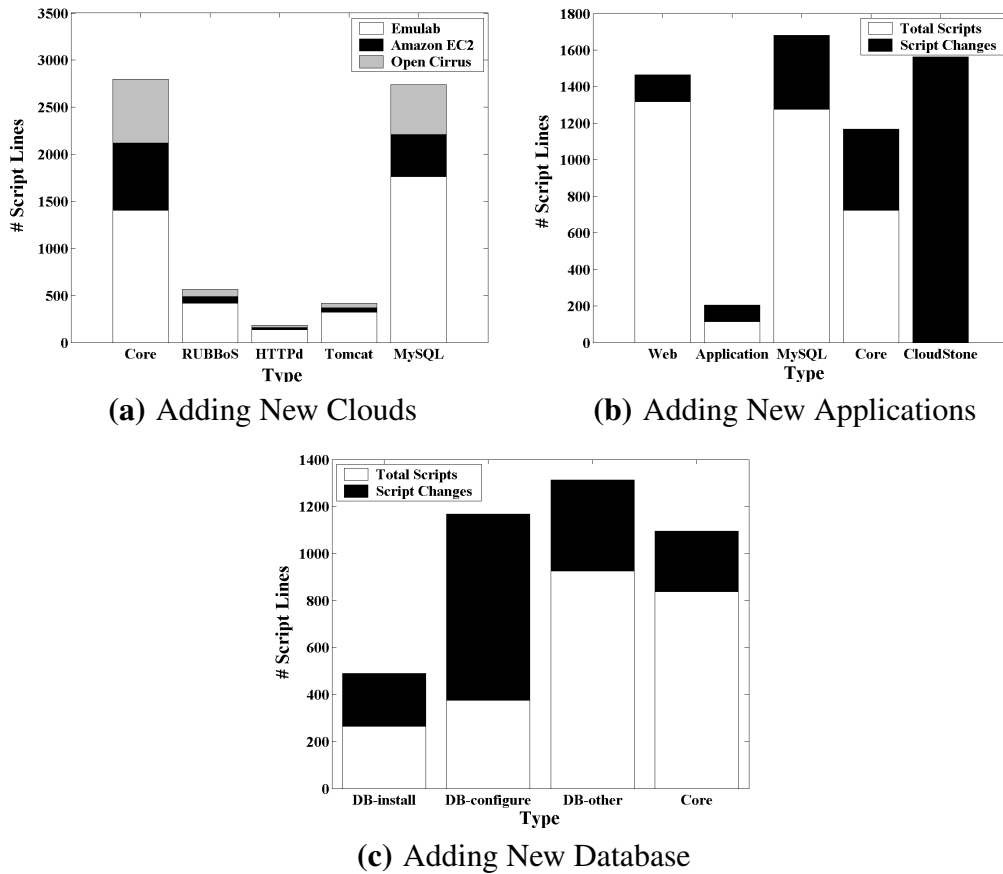 Emulab
Amazon EC2
Open Cirrus
3500
3000
2500
2000
1500
1000
500
0
# Script Lines
Core RUBBoS HTTPd Tomcat MySQL
Type
(a) Adding New Clouds
Total Scripts
Script Changes
1800
1600
1400
1200
1000
800
600
400
200
0
# Script Lines
Web Application MySQL Core CloudStone
Type
(b) Adding New Applications
Total Scripts
Script Changes
1400
1200
1000
800
600
400
200
0
# Script Lines
DB-install DB-configure DB-other Core
Type
(c) Adding New Database